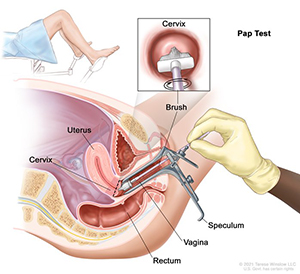 Cervix
Pap Test
Brush
Uterus
Cervix
Speculum
Vagina
Rectum
© 2021 Terese Winslow LLC
U.S. Govt. has certain rights